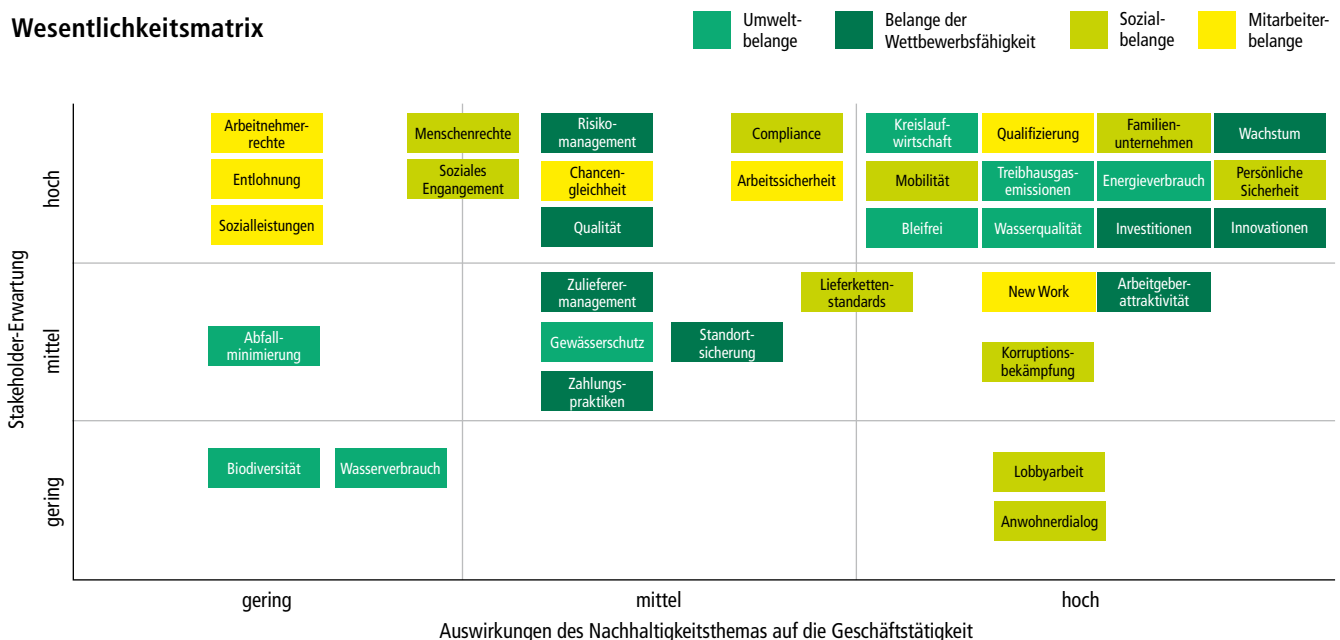 Wesentlichkeitsmatrix
Umwelt-
belange
Belange der
Wettbewerbsfähigkeit
Sozial-
belange
Mitarbeiter-
belange
Stakeholder-Erwartung
hoch
Arbeitnehmer-
rechte
Menschenrechte
Risiko-
management
Compliance
Kreislauf-
wirtschaft
Qualifizierung
Familien-
unternehmen
Wachstum
Entlohnung
Soziales
Engangement
Chancen-
gleichheit
Arbeitssicherheit
Mobilität
Treibhausgas-
emissionen
Energieverbrauch
Persönliche
Sicherheit
Sozialleistungen
Qualität
Bleifrei
Wasserqualität
Investitionen
Innovationen
mittel
Zulieferer-
management
Lieferketten-
standards
New Work
Arbeitgeber-
attraktivität
Abfall-
minimierung
Gewässerschutz
Standort-
sicherung
Korruptions-
bekämpfung
Zahlungs-
praktiken
gering
Biodiversität
Wasserverbrauch
Lobbyarbeit
Anwohnerdialog
gering
mittel
hoch
Auswirkungen des Nachhaltigkeitsthemas auf die Geschäftstätigkeit